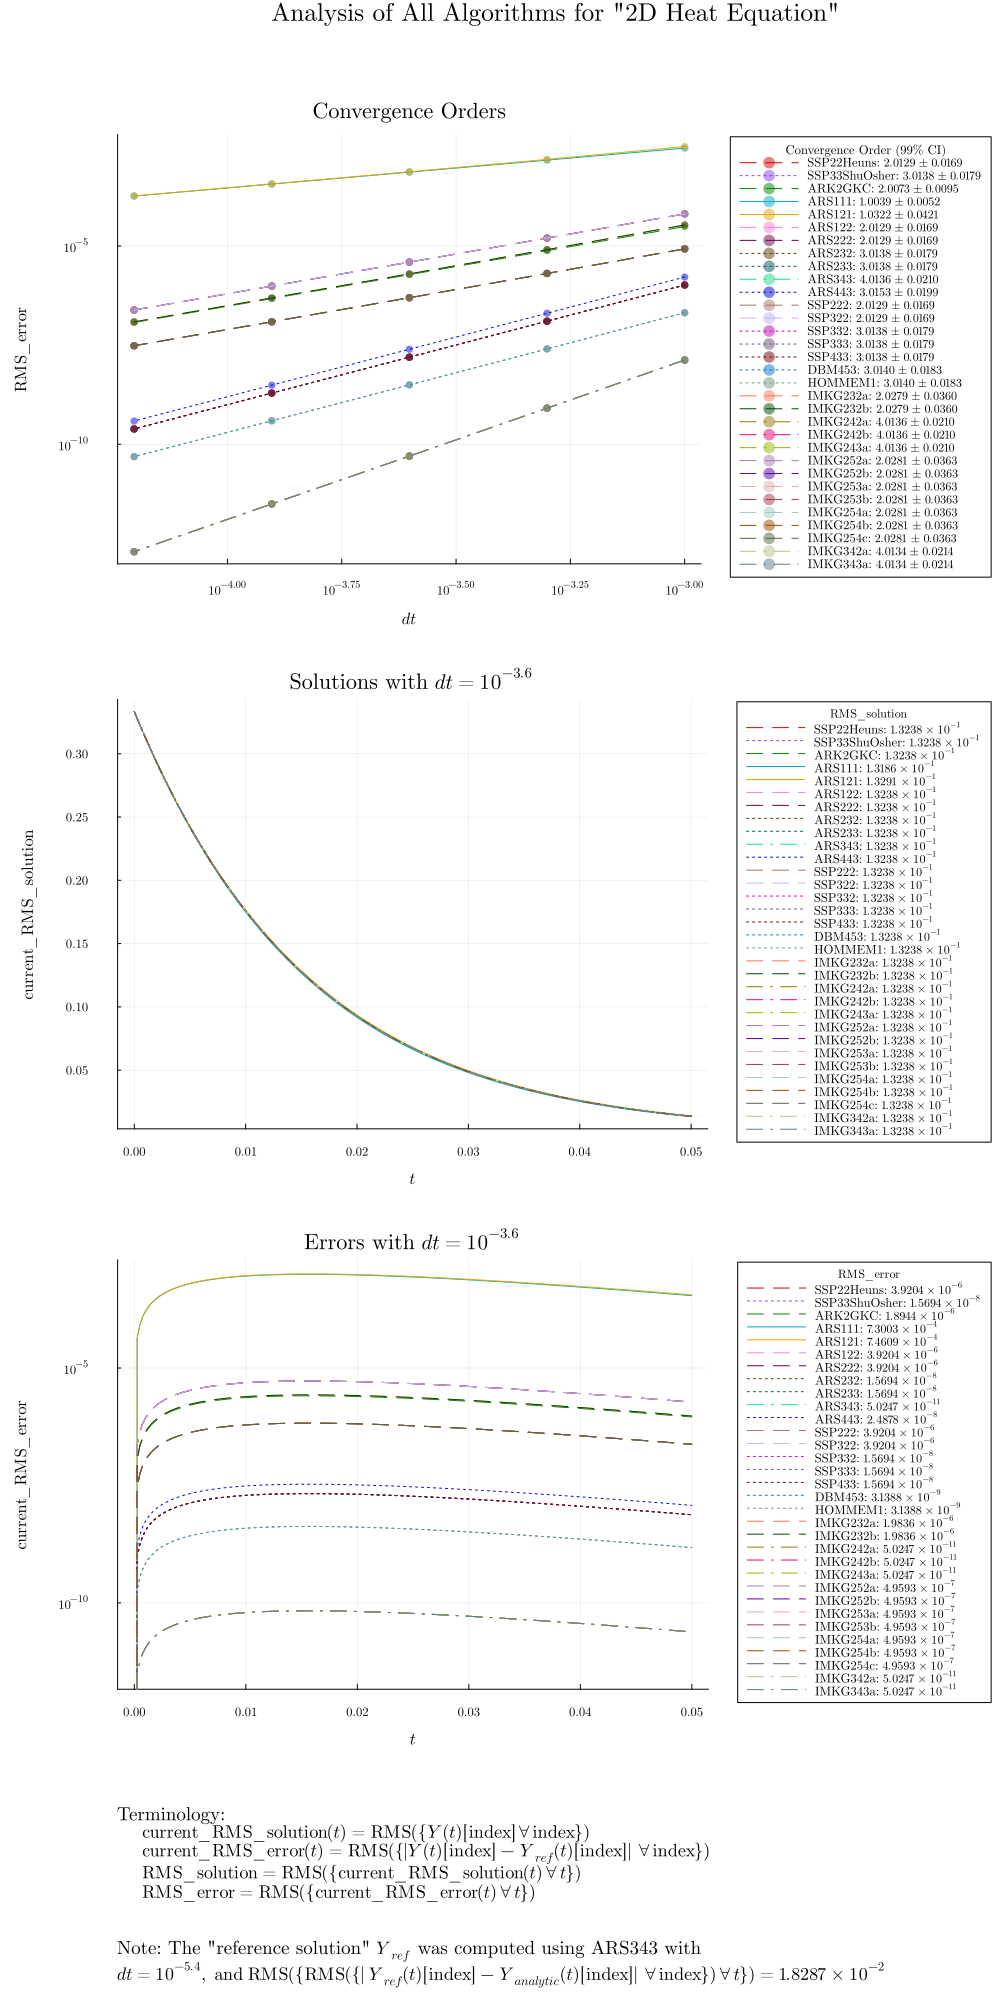 Analysis of All Algorithms for "2D Heat Equation"
Convergence Orders
RMS_error
10⁻⁵
10⁻¹⁰
10⁻⁴·⁰⁰ 10⁻³·⁷⁵ 10⁻³·⁵⁰ 10⁻³·²⁵ 10⁻³·⁰⁰
dt
Convergence Order (99% CI)
SSP22Heuns: 2.0129 ± 0.0169
SSP33ShuOsher: 3.0138 ± 0.0179
ARK2GKC: 2.0073 ± 0.0095
ARS111: 1.0039 ± 0.0052
ARS121: 1.0322 ± 0.0421
ARS122: 2.0129 ± 0.0169
ARS222: 2.0129 ± 0.0169
ARS232: 3.0138 ± 0.0179
ARS233: 3.0138 ± 0.0179
ARS343: 4.0136 ± 0.0210
ARS443: 3.0153 ± 0.0199
SSP222: 2.0129 ± 0.0169
SSP322: 2.0129 ± 0.0169
SSP332: 3.0138 ± 0.0179
SSP333: 3.0138 ± 0.0179
SSP433: 3.0138 ± 0.0179
DBM453: 3.0140 ± 0.0183
HOMMEM1: 3.0140 ± 0.0183
IMKG232a: 2.0279 ± 0.0360
IMKG232b: 2.0279 ± 0.0360
IMKG242a: 4.0136 ± 0.0210
IMKG242b: 4.0136 ± 0.0210
IMKG243a: 4.0136 ± 0.0210
IMKG252a: 2.0281 ± 0.0363
IMKG252b: 2.0281 ± 0.0363
IMKG253a: 2.0281 ± 0.0363
IMKG253b: 2.0281 ± 0.0363
IMKG254a: 2.0281 ± 0.0363
IMKG254b: 2.0281 ± 0.0363
IMKG254c: 2.0281 ± 0.0363
IMKG342a: 4.0134 ± 0.0214
IMKG343a: 4.0134 ± 0.0214
Solutions with dt = 10⁻³·⁶
current_RMS_solution
0.30
0.25
0.20
0.15
0.10
0.05
0.00 0.01 0.02 0.03 0.04 0.05
t
RMS_solution
SSP22Heuns: 1.3238 × 10⁻¹
SSP33ShuOsher: 1.3238 × 10⁻¹
ARK2GKC: 1.3238 × 10⁻¹
ARS111: 1.3186 × 10⁻¹
ARS121: 1.3291 × 10⁻¹
ARS122: 1.3238 × 10⁻¹
ARS222: 1.3238 × 10⁻¹
ARS232: 1.3238 × 10⁻¹
ARS233: 1.3238 × 10⁻¹
ARS343: 1.3238 × 10⁻¹
ARS443: 1.3238 × 10⁻¹
SSP222: 1.3238 × 10⁻¹
SSP322: 1.3238 × 10⁻¹
SSP332: 1.3238 × 10⁻¹
SSP333: 1.3238 × 10⁻¹
SSP433: 1.3238 × 10⁻¹
DBM453: 1.3238 × 10⁻¹
HOMMEM1: 1.3238 × 10⁻¹
IMKG232a: 1.3238 × 10⁻¹
IMKG232b: 1.3238 × 10⁻¹
IMKG242a: 1.3238 × 10⁻¹
IMKG242b: 1.3238 × 10⁻¹
IMKG243a: 1.3238 × 10⁻¹
IMKG252a: 1.3238 × 10⁻¹
IMKG252b: 1.3238 × 10⁻¹
IMKG253a: 1.3238 × 10⁻¹
IMKG253b: 1.3238 × 10⁻¹
IMKG254a: 1.3238 × 10⁻¹
IMKG254b: 1.3238 × 10⁻¹
IMKG254c: 1.3238 × 10⁻¹
IMKG342a: 1.3238 × 10⁻¹
IMKG343a: 1.3238 × 10⁻¹
Errors with dt = 10⁻³·⁶
current_RMS_error
10⁻⁵
10⁻¹⁰
0.00 0.01 0.02 0.03 0.04 0.05
t
RMS_error
SSP22Heuns: 3.9204 × 10⁻⁶
SSP33ShuOsher: 1.5694 × 10⁻⁸
ARK2GKC: 1.8944 × 10⁻⁶
ARS111: 7.3003 × 10⁻⁴
ARS121: 7.4609 × 10⁻⁴
ARS122: 3.9204 × 10⁻⁶
ARS222: 3.9204 × 10⁻⁶
ARS232: 1.5694 × 10⁻⁸
ARS233: 1.5694 × 10⁻⁸
ARS343: 5.0247 × 10⁻¹¹
ARS443: 2.4878 × 10⁻⁸
SSP222: 3.9204 × 10⁻⁶
SSP322: 3.9204 × 10⁻⁶
SSP332: 1.5694 × 10⁻⁸
SSP333: 1.5694 × 10⁻⁸
SSP433: 1.5694 × 10⁻⁸
DBM453: 3.1388 × 10⁻⁹
HOMMEM1: 3.1388 × 10⁻⁹
IMKG232a: 1.9836 × 10⁻⁶
IMKG232b: 1.9836 × 10⁻⁶
IMKG242a: 5.0247 × 10⁻¹¹
IMKG242b: 5.0247 × 10⁻¹¹
IMKG243a: 5.0247 × 10⁻¹¹
IMKG252a: 4.9593 × 10⁻⁷
IMKG252b: 4.9593 × 10⁻⁷
IMKG253a: 4.9593 × 10⁻⁷
IMKG253b: 4.9593 × 10⁻⁷
IMKG254a: 4.9593 × 10⁻⁷
IMKG254b: 4.9593 × 10⁻⁷
IMKG254c: 4.9593 × 10⁻⁷
IMKG342a: 5.0247 × 10⁻¹¹
IMKG343a: 5.0247 × 10⁻¹¹
Terminology:
current_RMS_solution(t) = RMS({Y(t)[index] ∀ index})
current_RMS_error(t) = RMS({|Y(t)[index] − Y_ref(t)[index]| ∀ index})
RMS_solution = RMS({current_RMS_solution(t) ∀ t})
RMS_error = RMS({current_RMS_error(t) ∀ t})
Note: The "reference solution" Y_ref was computed using ARS343 with
dt = 10⁻⁵·⁴, and RMS({RMS({|Y_ref(t)[index] − Y_analytic(t)[index]| ∀ index}) ∀ t}) = 1.8287 × 10⁻²